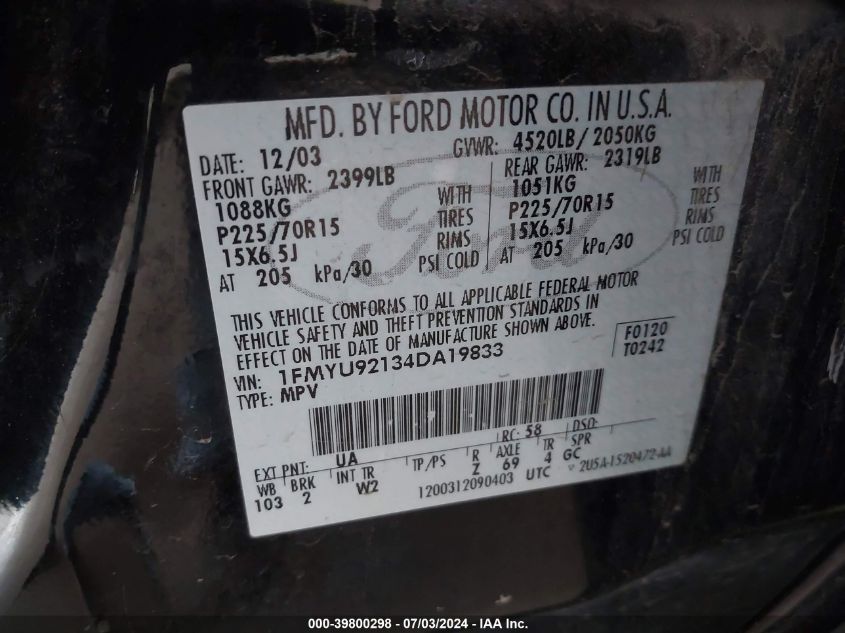 MFD. BY FORD MOTOR CO. IN U.S.A.
DATE: 12/03 GVWR: 4520LB/ 2050KG
FRONT GAWR: 2399LB REAR GAWR: 2319LB
1088KG WITH 1051KG WITH
P225/70R15 TIRES P225/70R15 TIRES
15X6.5J RIMS 15X6.5J RIMS
AT 205 kPa/30 PSI COLD AT 205 kPa/30 PSI COLD
Ford
THIS VEHICLE CONFORMS TO ALL APPLICABLE FEDERAL MOTOR
VEHICLE SAFETY AND THEFT PREVENTION STANDARDS IN
EFFECT ON THE DATE OF MANUFACTURE SHOWN ABOVE.
F0120
T0242
VIN: 1FMYU92134DA19833
TYPE: MPV
RC: 58 DSO:
EXT PNT: UA
WB BRK INT TR TP/PS R AXLE TR SPR
103 2 W2 Z 69 4 GC
1200312090403 UTC V 2U5A-1520472-AA
000-39800298 - 07/03/2024 - IAA Inc.